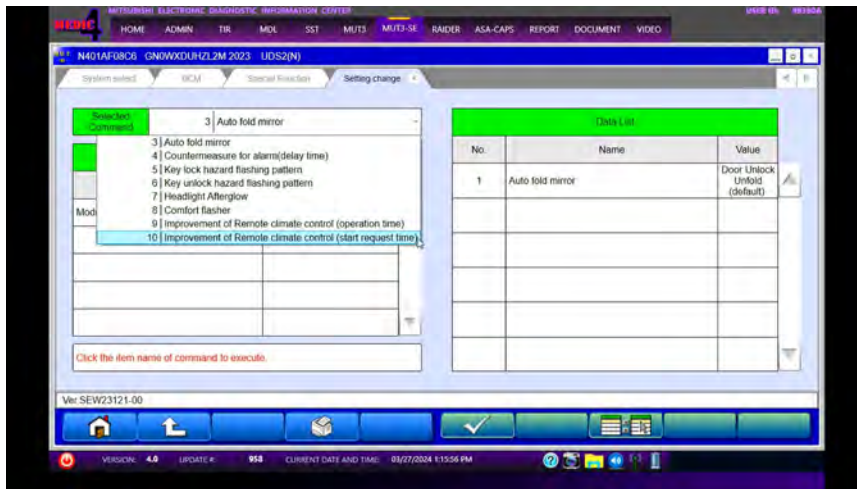 MITSUBISHI ELECTRONIC DIAGNOSTIC INFORMATION CENTER
MEDIC 4
HOME ADMIN TIR MDL SST MUT3 MUT3-SE RAIDER ASA-CAPS REPORT DOCUMENT VIDEO
N401AF08C6 GN0WXDUHZL2M 2023 UDS2(N)
System select BCM Special Function Setting change
Selected Command 3 Auto fold mirror
Data List
3 Auto fold mirror
4 Countermeasure for alarm(delay time)
5 Key lock hazard flashing pattern
6 Key unlock hazard flashing pattern
7 Headlight Afterglow
8 Comfort flasher
9 Improvement of Remote climate control (operation time)
10 Improvement of Remote climate control (start request time)
No. Name Value
1 Auto fold mirror Door Unlock Unfold (default)
Click the item name of command to execute.
Ver.SEW23121-00
VERSION: 4.0 UPDATE #: 958 CURRENT DATE AND TIME: 03/27/2024 1:15:56 PM